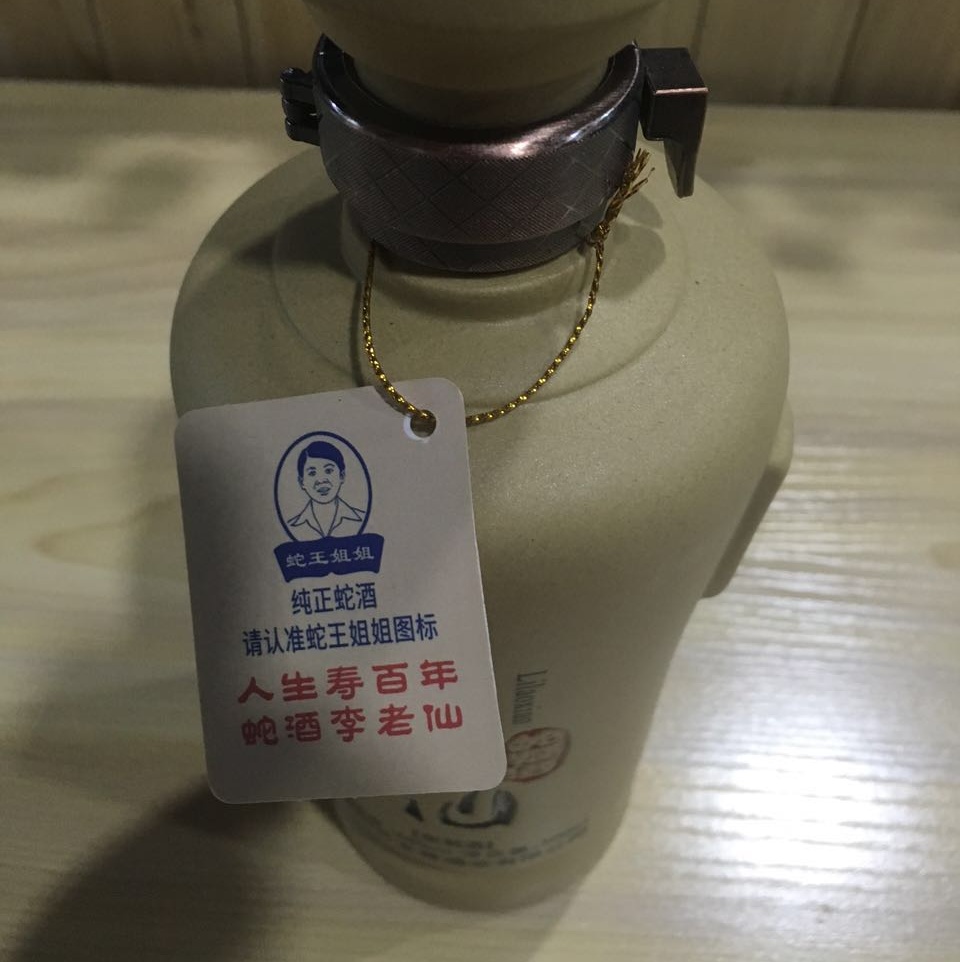 蛇王姐姐
纯正蛇酒
请认准蛇王姐姐图标
人生寿百年
蛇酒李老仙